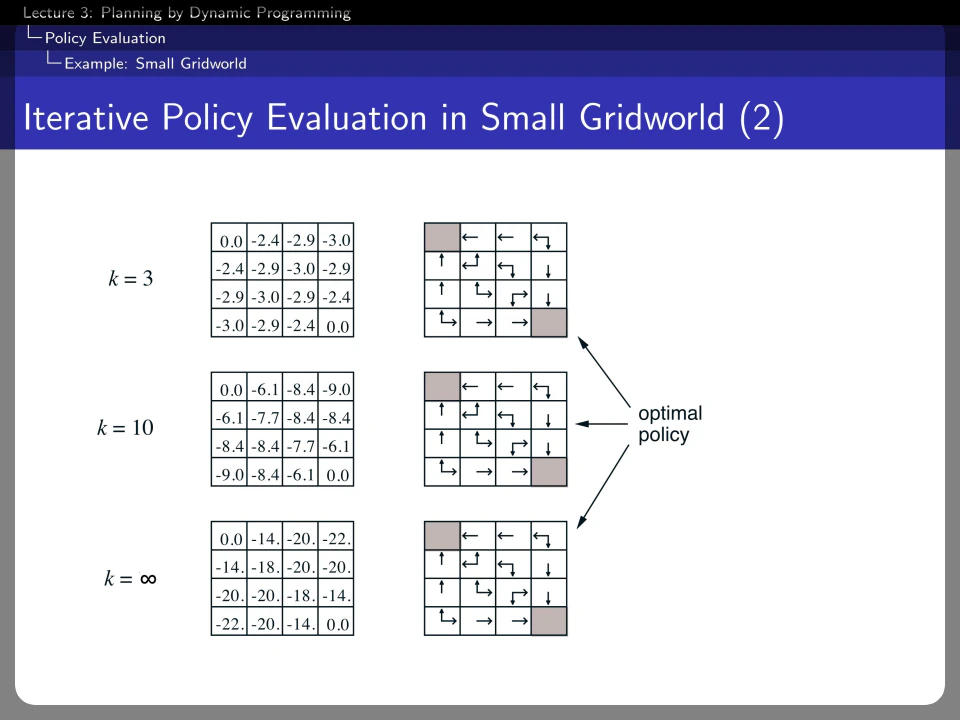 Lecture 3: Planning by Dynamic Programming
Policy Evaluation
Example: Small Gridworld
Iterative Policy Evaluation in Small Gridworld (2)
k = 3
0.0 -2.4 -2.9 -3.0
-2.4 -2.9 -3.0 -2.9
-2.9 -3.0 -2.9 -2.4
-3.0 -2.9 -2.4 0.0
k = 10
0.0 -6.1 -8.4 -9.0
-6.1 -7.7 -8.4 -8.4
-8.4 -8.4 -7.7 -6.1
-9.0 -8.4 -6.1 0.0
optimal
policy
k = ∞
0.0 -14. -20. -22.
-14. -18. -20. -20.
-20. -20. -18. -14.
-22. -20. -14. 0.0